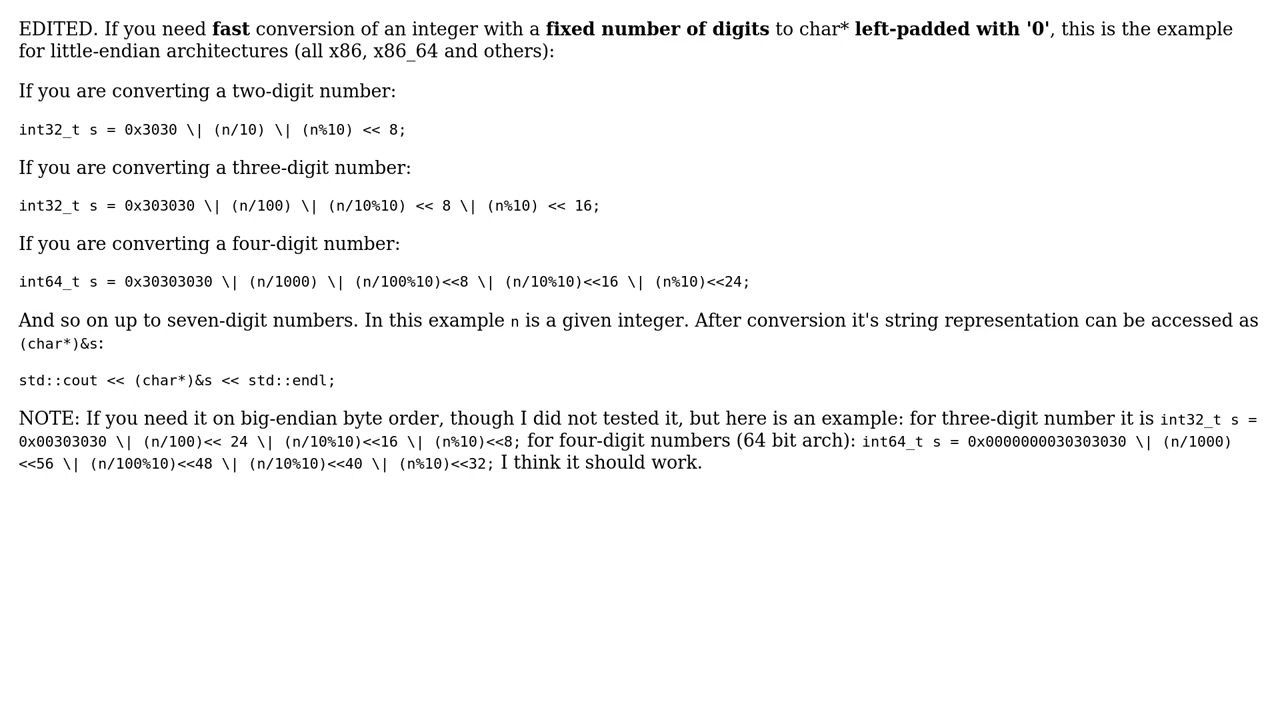 EDITED. If you need fast conversion of an integer with a fixed number of digits to char* left-padded with '0', this is the example
for little-endian architectures (all x86, x86_64 and others):
If you are converting a two-digit number:
int32_t s = 0x3030 \| (n/10) \| (n%10) << 8;
If you are converting a three-digit number:
int32_t s = 0x303030 \| (n/100) \| (n/10%10) << 8 \| (n%10) << 16;
If you are converting a four-digit number:
int64_t s = 0x30303030 \| (n/1000) \| (n/100%10)<<8 \| (n/10%10)<<16 \| (n%10)<<24;
And so on up to seven-digit numbers. In this example n is a given integer. After conversion it's string representation can be accessed as
(char*)&s:
std::cout << (char*)&s << std::endl;
NOTE: If you need it on big-endian byte order, though I did not tested it, but here is an example: for three-digit number it is int32_t s =
0x00303030 \| (n/100)<< 24 \| (n/10%10)<<16 \| (n%10)<<8; for four-digit numbers (64 bit arch): int64_t s = 0x0000000030303030 \| (n/1000)
<<56 \| (n/100%10)<<48 \| (n/10%10)<<40 \| (n%10)<<32; I think it should work.